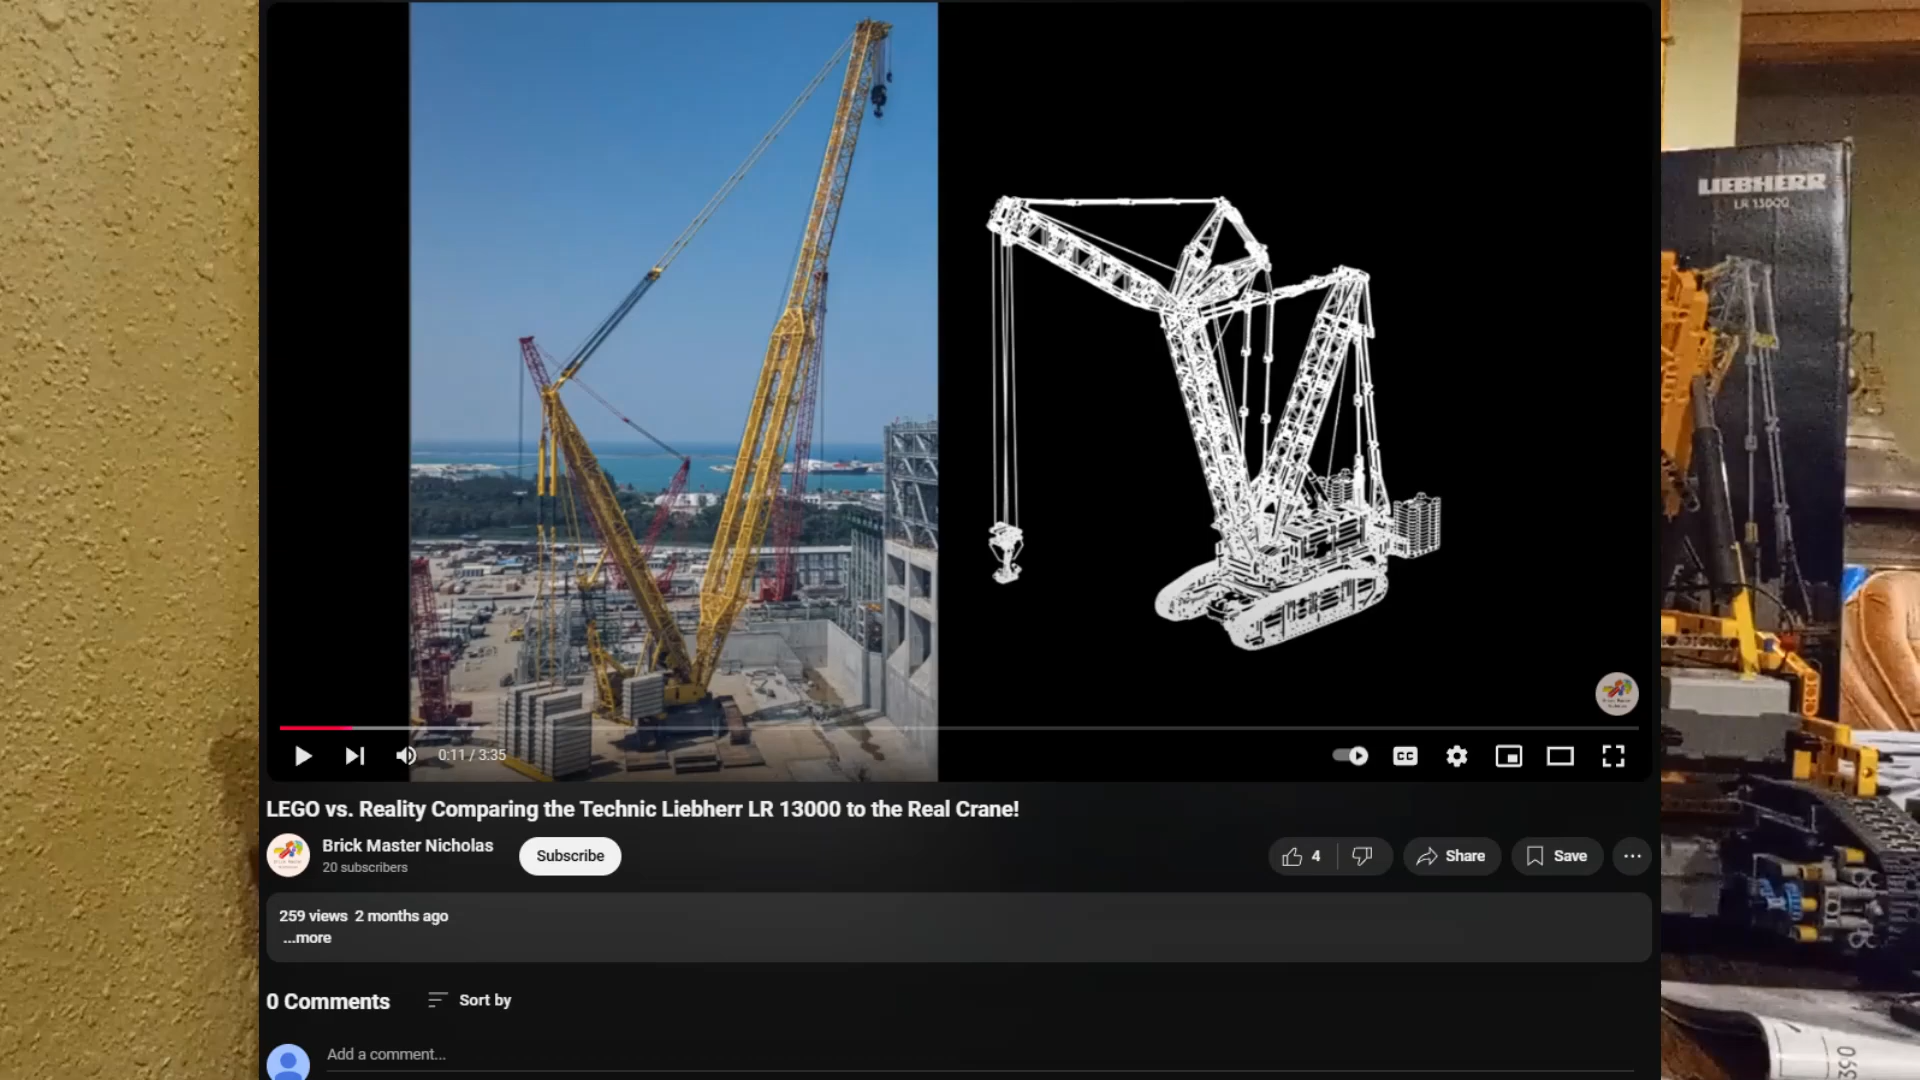 LIEBHERR
LR 13000
0:11 / 3:35
CC
LEGO vs. Reality Comparing the Technic Liebherr LR 13000 to the Real Crane!
Brick Master Nicholas
20 subscribers
Subscribe
4
Share
Save
259 views 2 months ago
...more
0 Comments
Sort by
Add a comment...
390